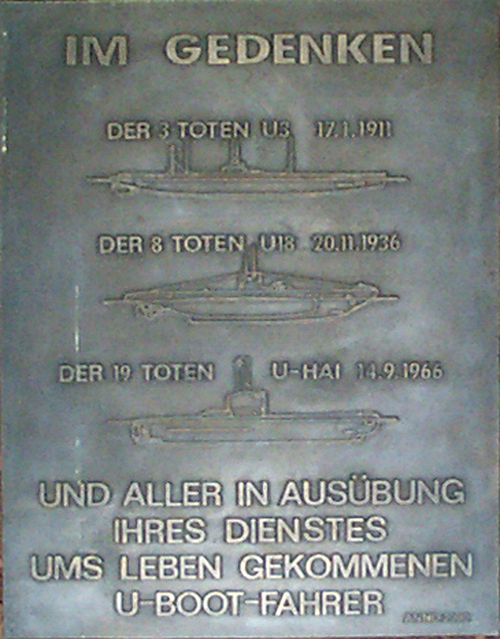 IM GEDENKEN
DER 3 TOTEN U3 17.1.1911
DER 8 TOTEN U18 20.11.1936
DER 19 TOTEN U-HAI 14.9.1966
UND ALLER IN AUSÜBUNG
IHRES DIENSTES
UMS LEBEN GEKOMMENEN
U-BOOT-FAHRER
ANNO